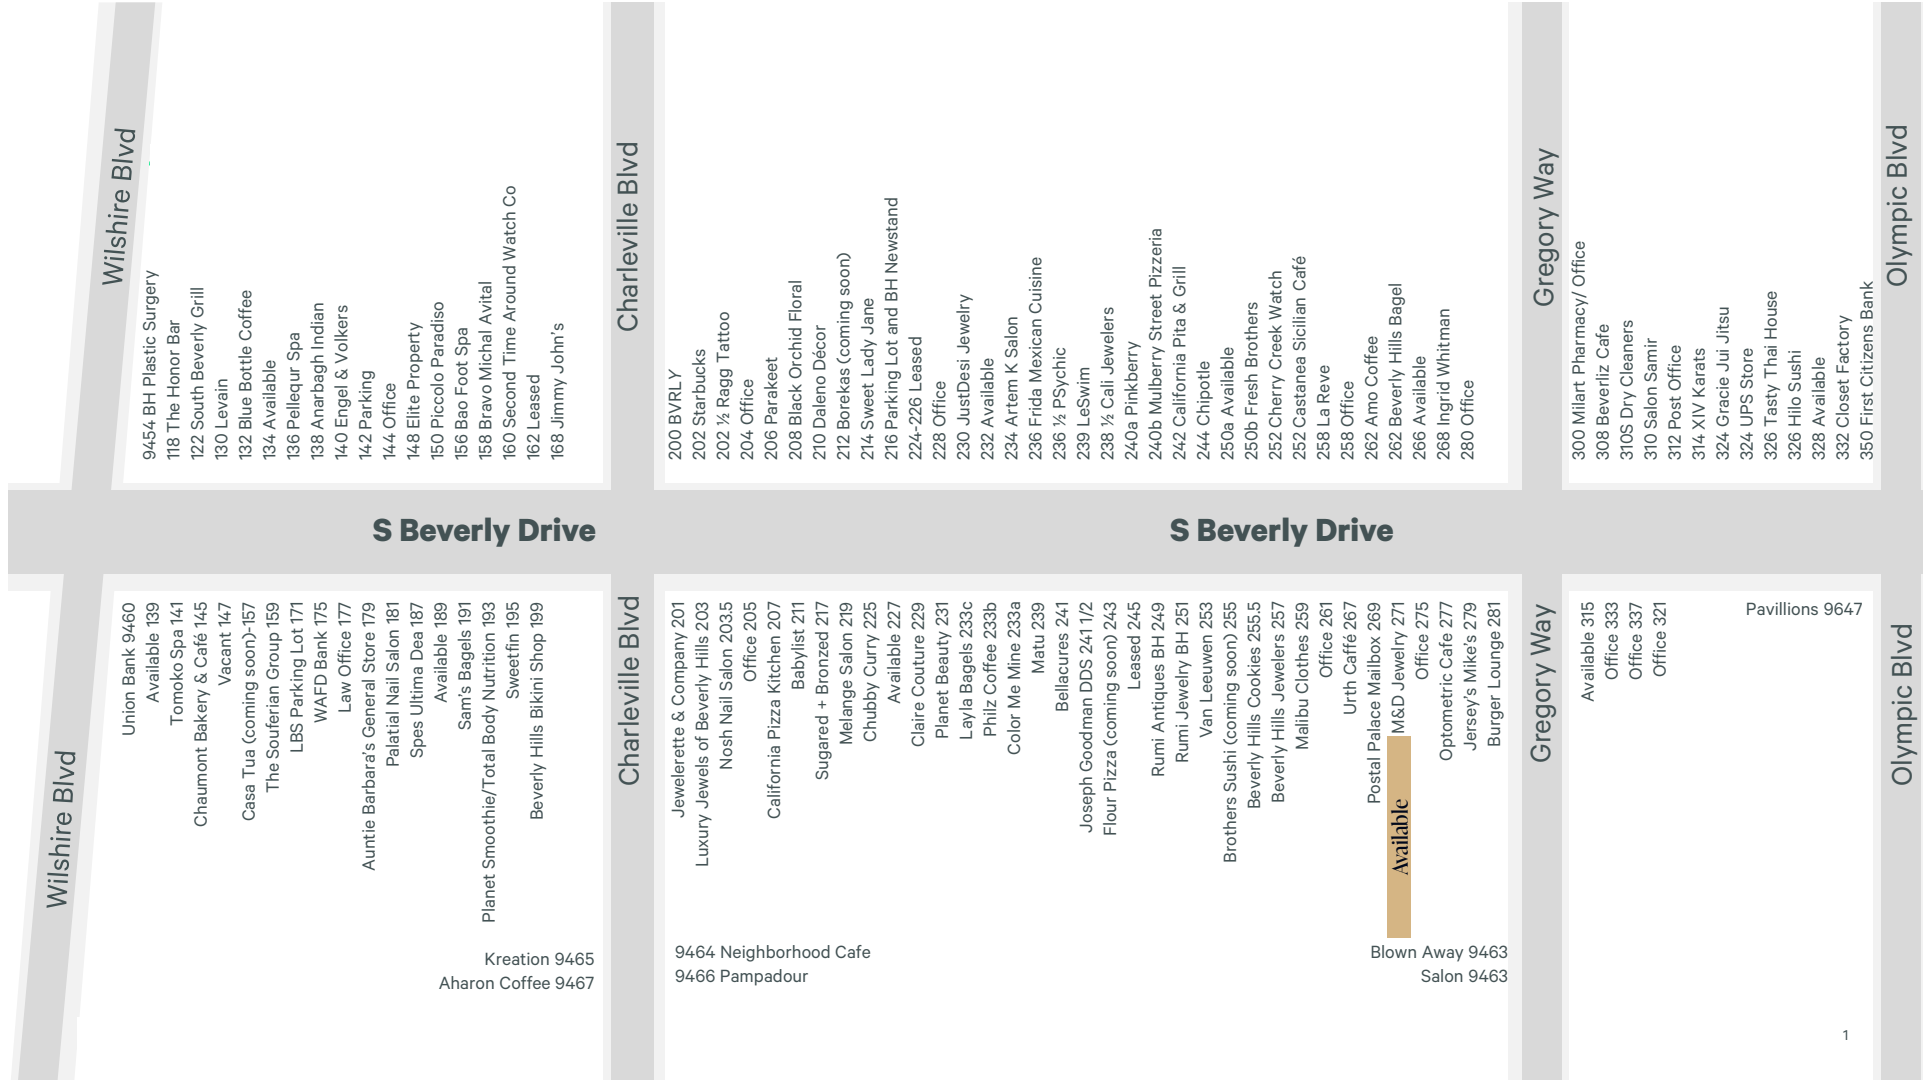 Wilshire Blvd
9454 BH Plastic Surgery
118 The Honor Bar
122 South Beverly Grill
130 Levain
132 Blue Bottle Coffee
134 Available
136 Pellequr Spa
138 Anarbagh Indian
140 Engel & Volkers
142 Parking
144 Office
148 Elite Property
150 Piccolo Paradiso
156 Bao Foot Spa
158 Bravo Michal Avital
160 Second Time Around Watch Co
162 Leased
168 Jimmy John's
Charleville Blvd
200 BVRLY
202 Starbucks
202 ½ Ragg Tattoo
204 Office
206 Parakeet
208 Black Orchid Floral
210 Daleno Décor
212 Borekas (coming soon)
214 Sweet Lady Jane
216 Parking Lot and BH Newstand
224-226 Leased
228 Office
230 JustDesi Jewelry
232 Available
234 Artem K Salon
236 Frida Mexican Cuisine
236 ½ PSychic
239 LeSwim
238 ½ Cali Jewelers
240a Pinkberry
240b Mulberry Street Pizzeria
242 California Pita & Grill
244 Chipotle
250a Available
250b Fresh Brothers
252 Cherry Creek Watch
252 Castanea Sicilian Café
258 La Reve
258 Office
262 Amo Coffee
262 Beverly Hills Bagel
266 Available
268 Ingrid Whitman
280 Office
Gregory Way
300 Milart Pharmacy/ Office
308 Beverliz Cafe
310S Dry Cleaners
310 Salon Samir
312 Post Office
314 XIV Karats
324 Gracie Jui Jitsu
324 UPS Store
326 Tasty Thai House
326 Hilo Sushi
328 Available
332 Closet Factory
350 First Citizens Bank
Olympic Blvd
S Beverly Drive
S Beverly Drive
Wilshire Blvd
Union Bank 9460
Available 139
Tomoko Spa 141
Chaumont Bakery & Café 145
Vacant 147
Casa Tua (coming soon)-157
The Souferian Group 159
LBS Parking Lot 171
WAFD Bank 175
Law Office 177
Auntie Barbara's General Store 179
Palatial Nail Salon 181
Spes Ultima Dea 187
Available 189
Sam's Bagels 191
Planet Smoothie/Total Body Nutrition 193
Sweetfin 195
Beverly Hills Bikini Shop 199
Kreation 9465
Aharon Coffee 9467
Charleville Blvd
Jewelerette & Company 201
Luxury Jewels of Beverly Hills 203
Nosh Nail Salon 203.5
Office 205
California Pizza Kitchen 207
Babylist 211
Sugared + Bronzed 217
Melange Salon 219
Chubby Curry 225
Available 227
Claire Couture 229
Planet Beauty 231
Layla Bagels 233c
Philz Coffee 233b
Color Me Mine 233a
Matu 239
Bellacures 241
Joseph Goodman DDS 241 1/2
Flour Pizza (coming soon) 243
Leased 245
Rumi Antiques BH 249
Rumi Jewelry BH 251
Van Leeuwen 253
Brothers Sushi (coming soon) 255
Beverly Hills Cookies 255.5
Beverly Hills Jewelers 257
Malibu Clothes 259
Office 261
Urth Caffé 267
Postal Palace Mailbox 269
M&D Jewelry 271
Available
Office 275
Optometric Cafe 277
Jersey's Mike's 279
Burger Lounge 281
9464 Neighborhood Cafe
9466 Pampadour
Blown Away 9463
Salon 9463
Gregory Way
Available 315
Office 333
Office 337
Office 321
Pavillions 9647
Olympic Blvd
1